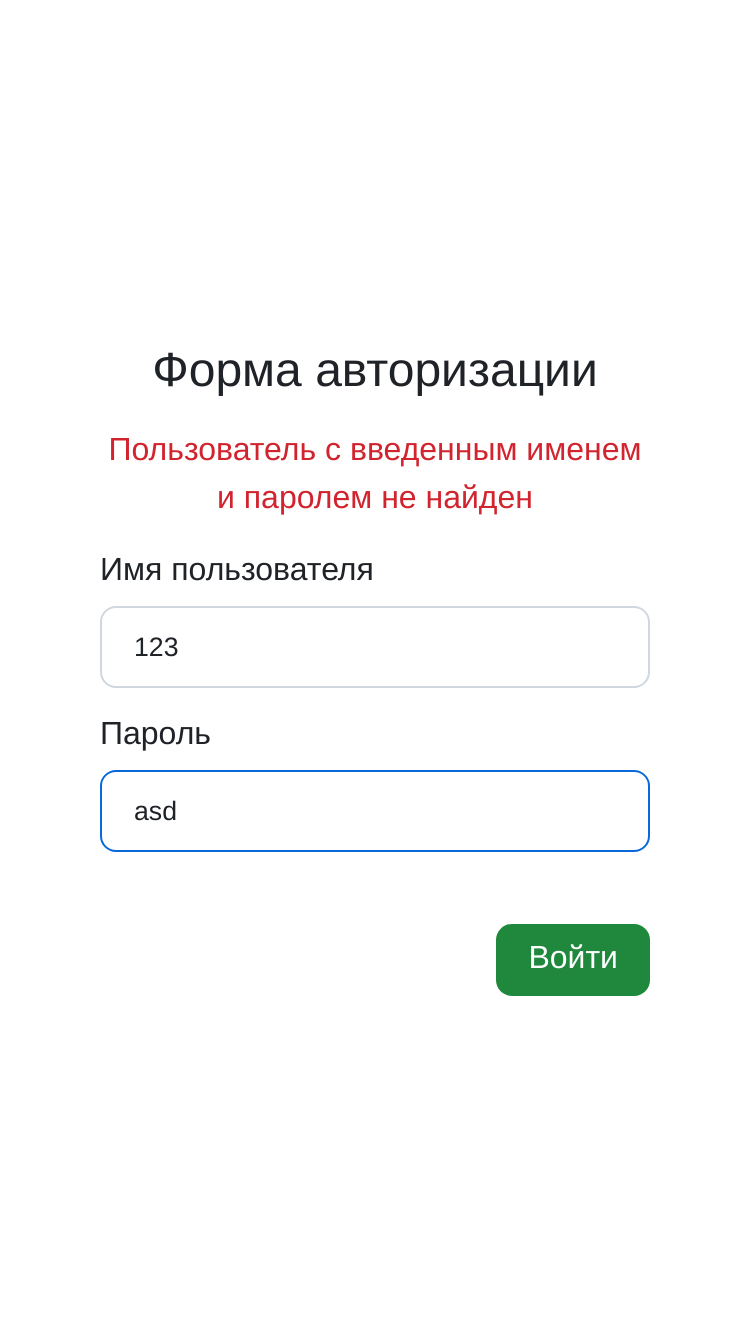 Форма авторизации
Пользователь с введенным именем
и паролем не найден
Имя пользователя
123
Пароль
asd
Войти